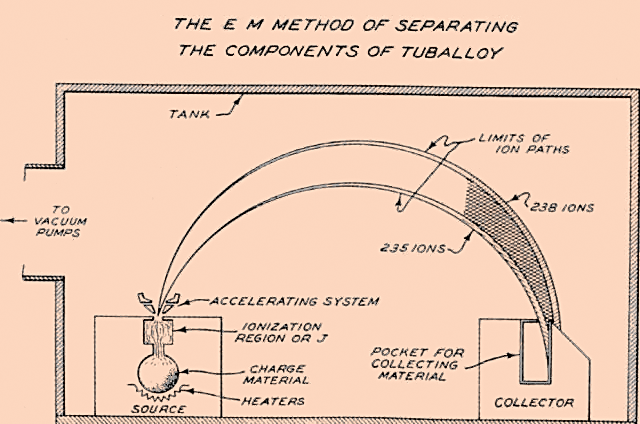 THE E M METHOD OF SEPARATING
THE COMPONENTS OF TUBALLOY
TANK
LIMITS OF
ION PATHS
238 IONS
TO
VACUUM
PUMPS
235 IONS
ACCELERATING SYSTEM
IONIZATION
REGION OR J
POCKET FOR
COLLECTING
MATERIAL
CHARGE
MATERIAL
HEATERS
SOURCE
COLLECTOR